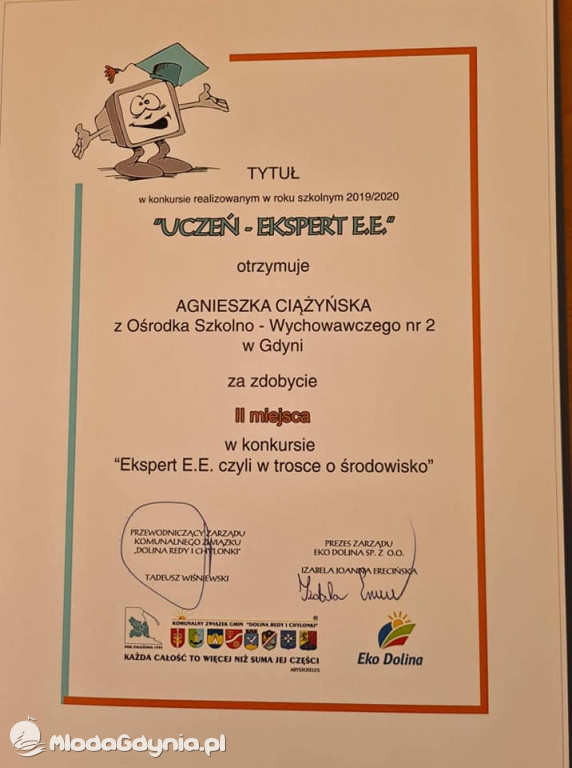 TYTUŁ
w konkursie realizowanym w roku szkolnym 2019/2020
"UCZEŃ - EKSPERT E.E."
otrzymuje
AGNIESZKA CIĄŻYŃSKA
z Ośrodka Szkolno - Wychowawczego nr 2
w Gdyni
za zdobycie
II miejsca
w konkursie
"Ekspert E.E. czyli w trosce o środowisko"
PRZEWODNICZĄCY ZARZĄDU
KOMUNALNEGO ZWIĄZKU
„DOLINA REDY I CHYLONKI"
TADEUSZ WIŚNIEWSKI
PREZES ZARZĄDU
EKO DOLINA SP. Z O.O.
IZABELA JOANNA ERECIŃSKA
KOMUNALNY ZWIĄZEK GMIN "DOLINA REDY I CHYLONKI"
®
KAŻDA CAŁOŚĆ TO WIĘCEJ NIŻ SUMA JEJ CZĘŚCI
ARYSTOTELES
Eko Dolina
MlodaGdynia.pl